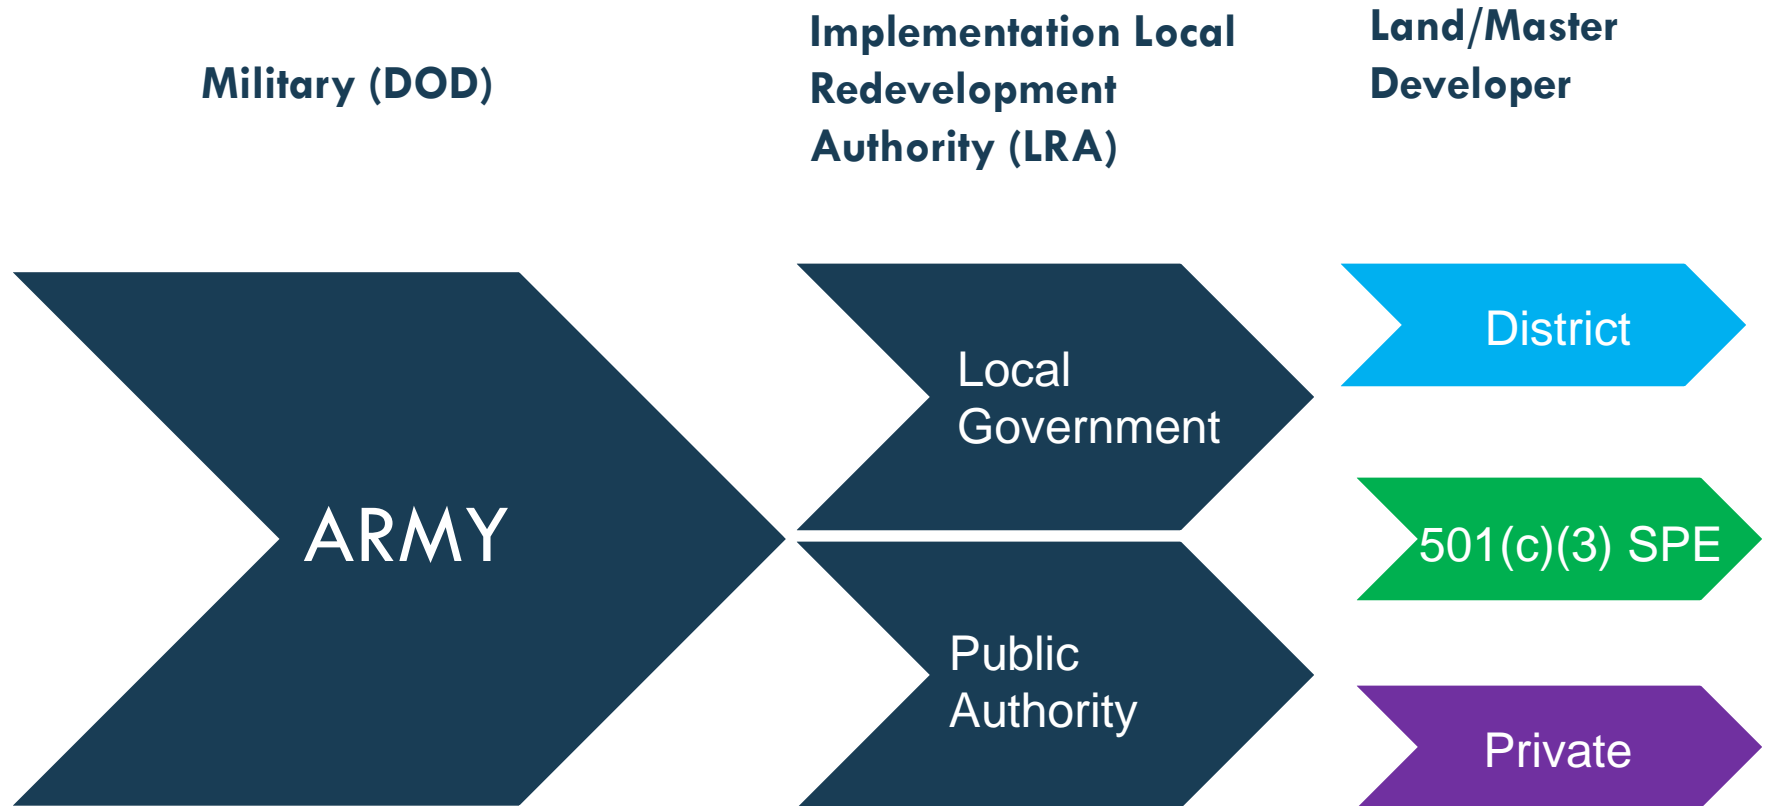 Military (DOD)
Implementation Local
Redevelopment
Authority (LRA)
Land/Master
Developer
ARMY
Local
Government
Public
Authority
District
501(c)(3) SPE
Private